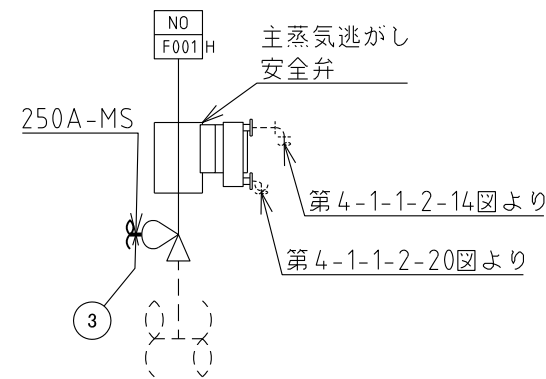 NO
F001 H
主蒸気逃がし
安全弁
250A-MS
第4-1-1-2-14図より
第4-1-1-2-20図より
3